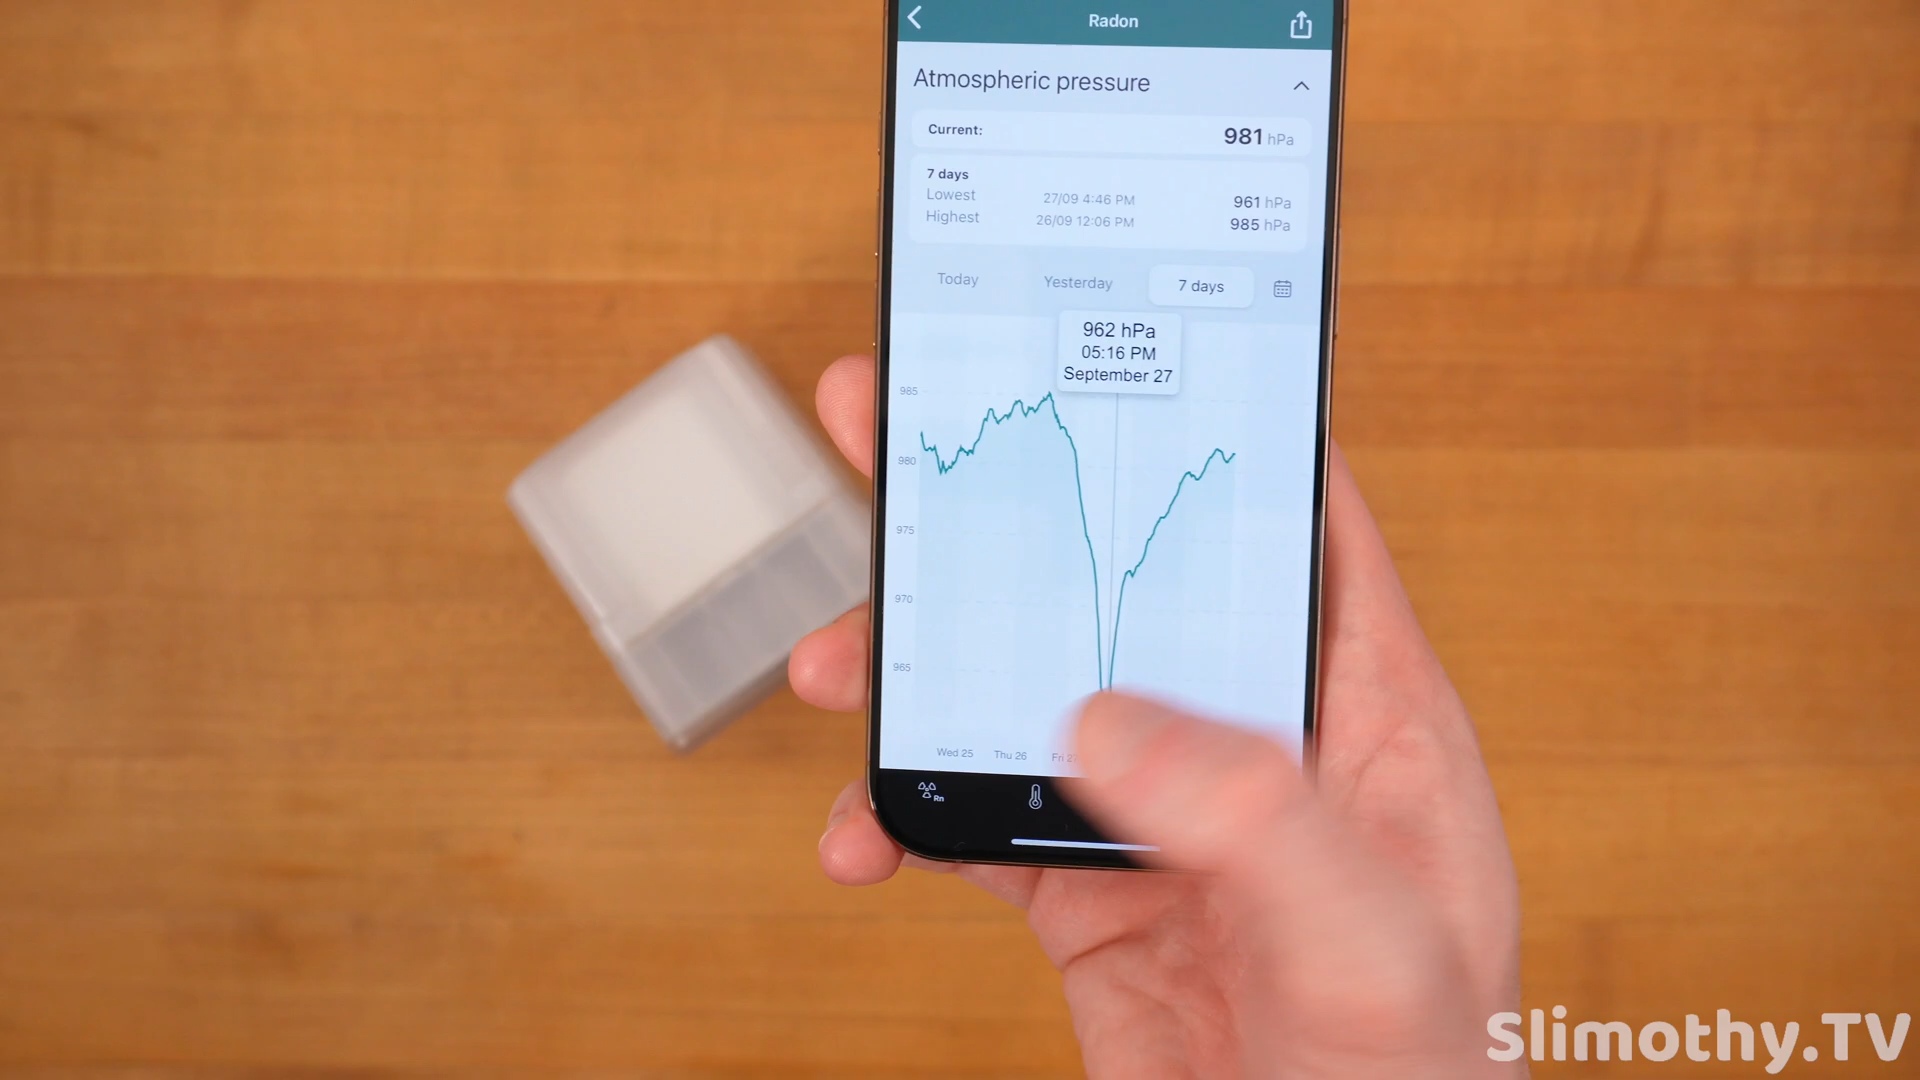 Radon
Atmospheric pressure
Current: 981 hPa
7 days
Lowest 27/09 4:46 PM 961 hPa
Highest 26/09 12:06 PM 985 hPa
Today Yesterday 7 days
962 hPa
05:16 PM
September 27
985
980
975
970
965
Wed 25 Thu 26 Fri
Rn
Slimothy.TV